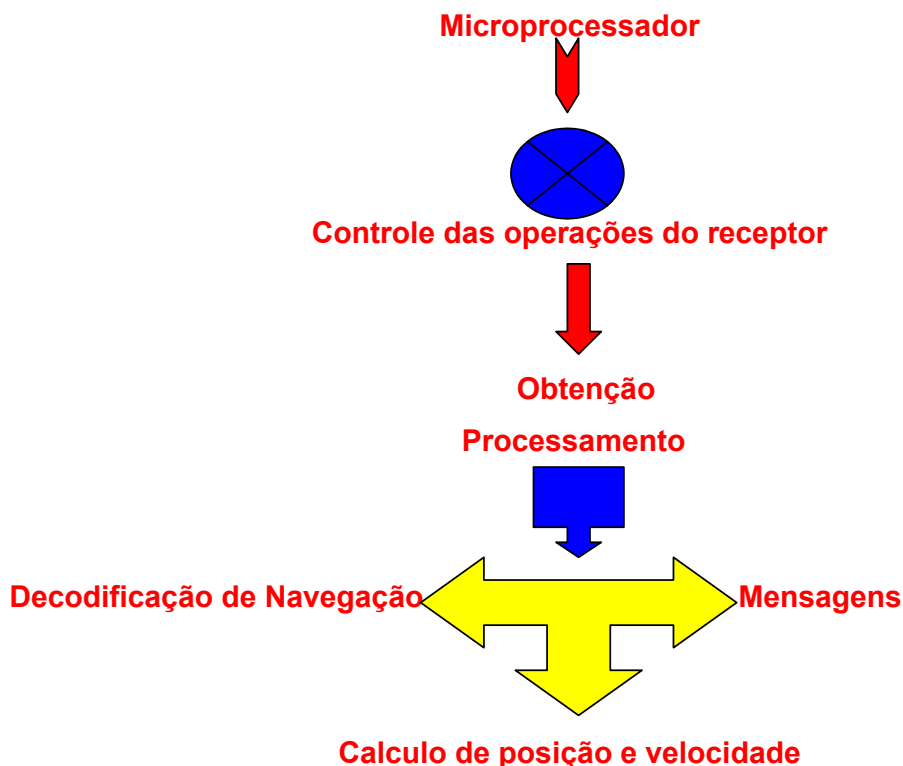 Microprocessador
Controle das operações do receptor
Obtenção
Processamento
Decodificação de Navegação
Mensagens
Calculo de posição e velocidade